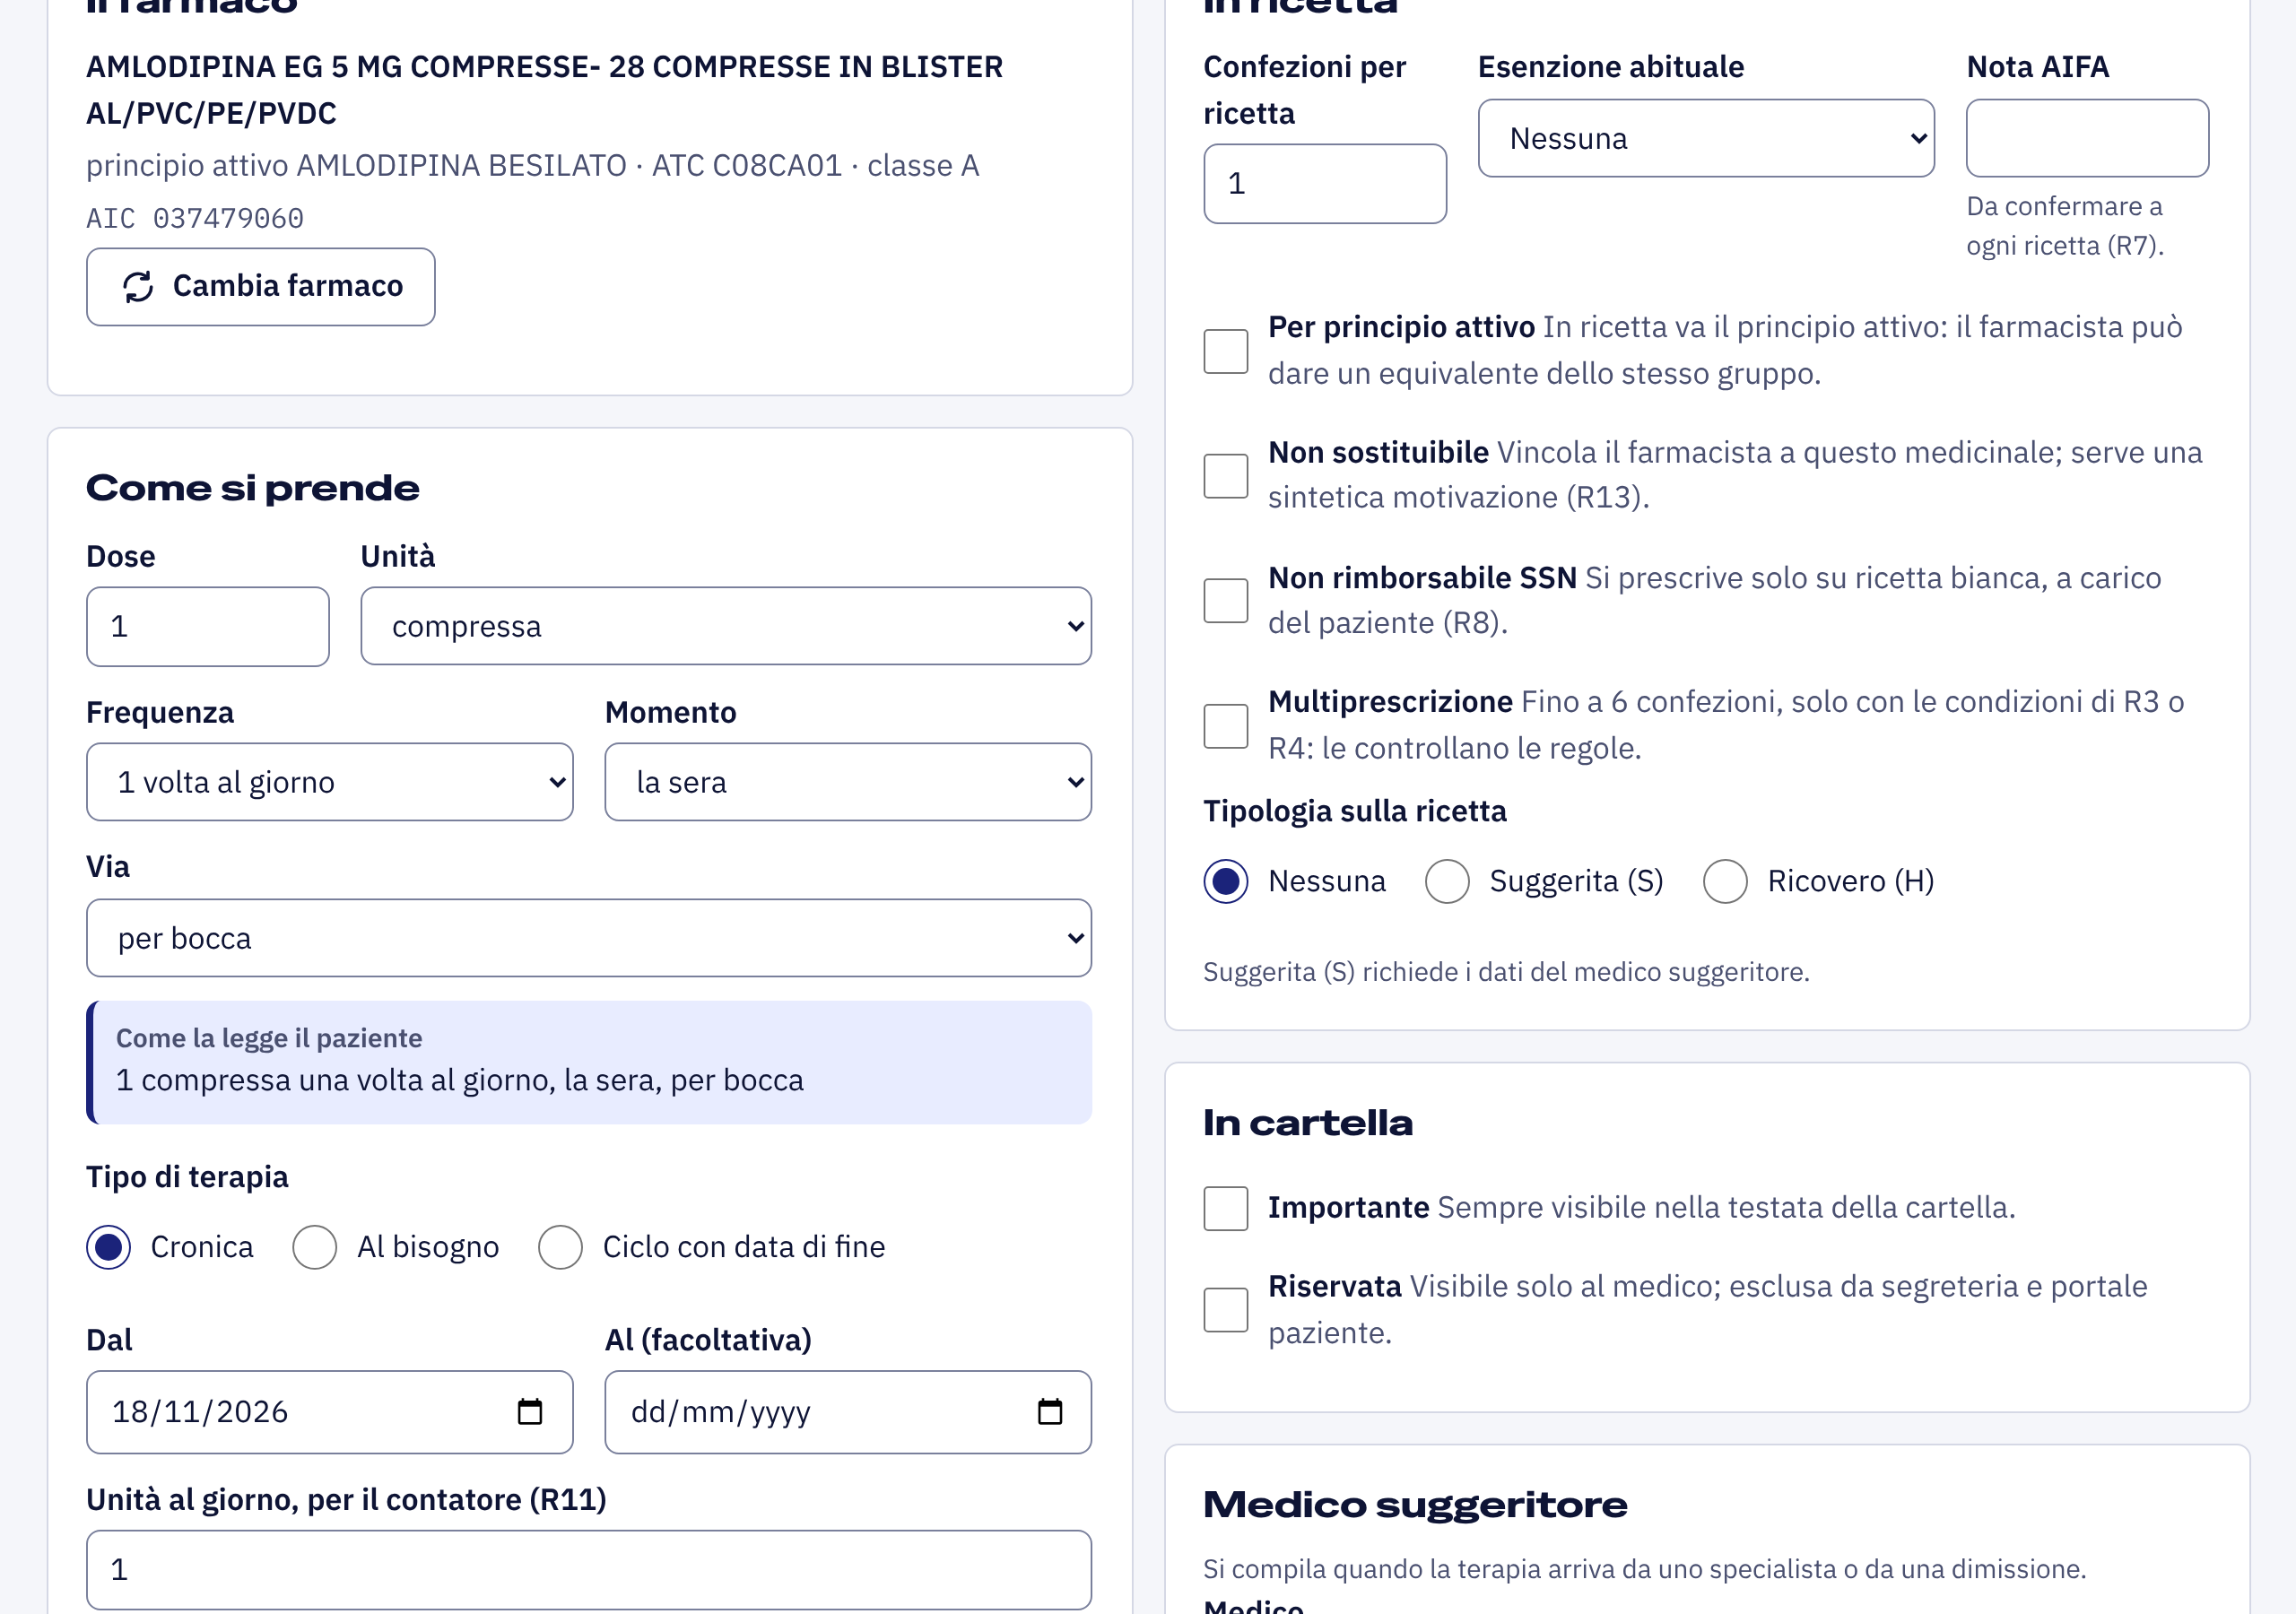 Il farmaco
AMLODIPINA EG 5 MG COMPRESSE- 28 COMPRESSE IN BLISTER
AL/PVC/PE/PVDC
principio attivo AMLODIPINA BESILATO · ATC C08CA01 · classe A
AIC 037479060
Cambia farmaco
Come si prende
Dose
Unità
1
compressa
Frequenza
Momento
1 volta al giorno
la sera
Via
per bocca
Come la legge il paziente
1 compressa una volta al giorno, la sera, per bocca
Tipo di terapia
Cronica
Al bisogno
Ciclo con data di fine
Dal
Al (facoltativa)
18/11/2026
dd/mm/yyyy
Unità al giorno, per il contatore (R11)
1
In ricetta
Confezioni per
ricetta
Esenzione abituale
Nota AIFA
1
Nessuna
Da confermare a
ogni ricetta (R7).
Per principio attivo In ricetta va il principio attivo: il farmacista può
dare un equivalente dello stesso gruppo.
Non sostituibile Vincola il farmacista a questo medicinale; serve una
sintetica motivazione (R13).
Non rimborsabile SSN Si prescrive solo su ricetta bianca, a carico
del paziente (R8).
Multiprescrizione Fino a 6 confezioni, solo con le condizioni di R3 o
R4: le controllano le regole.
Tipologia sulla ricetta
Nessuna
Suggerita (S)
Ricovero (H)
Suggerita (S) richiede i dati del medico suggeritore.
In cartella
Importante Sempre visibile nella testata della cartella.
Riservata Visibile solo al medico; esclusa da segreteria e portale
paziente.
Medico suggeritore
Si compila quando la terapia arriva da uno specialista o da una dimissione.
Medico